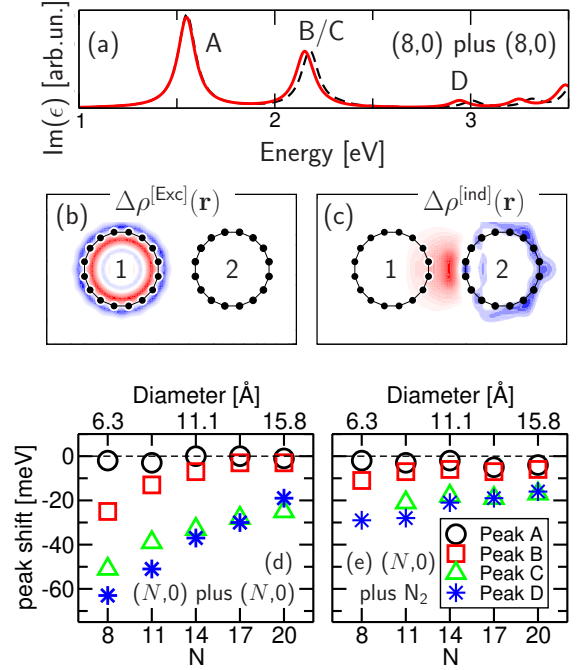 (a)
A
B/C
(8,0) plus (8,0)
D
Im(ϵ) [arb.un.]
1
2
3
Energy [eV]
(b)
Δρ[Exc](r)
1
2
(c)
Δρ[ind](r)
1
2
Diameter [Å]
6.3 11.1 15.8
Diameter [Å]
6.3 11.1 15.8
peak shift [meV]
0
-20
-40
-60
(d)
(N,0) plus (N,0)
8 11 14 17 20
N
(e) (N,0)
plus N₂
Peak A
Peak B
Peak C
Peak D
8 11 14 17 20
N